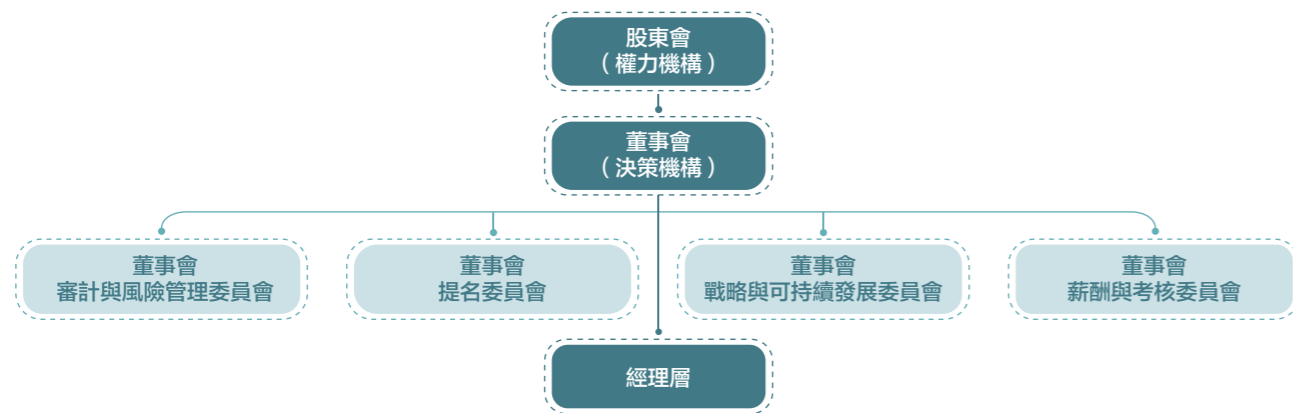 股東會
（權力機構）
董事會
（決策機構）
董事會
審計與風險管理委員會
董事會
提名委員會
董事會
戰略與可持續發展委員會
董事會
薪酬與考核委員會
經理層